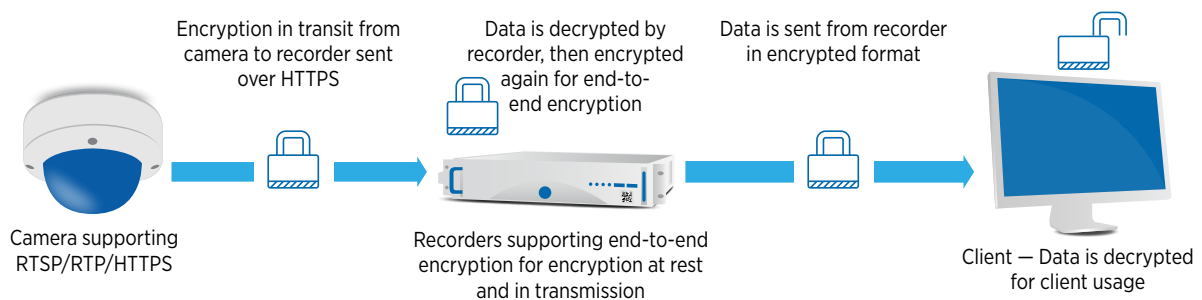 Encryption in transit from
camera to recorder sent
over HTTPS
Data is decrypted by
recorder, then encrypted
again for end-to-
end encryption
Data is sent from recorder
in encrypted format
Camera supporting
RTSP/RTP/HTTPS
Recorders supporting end-to-end
encryption for encryption at rest
and in transmission
Client — Data is decrypted
for client usage